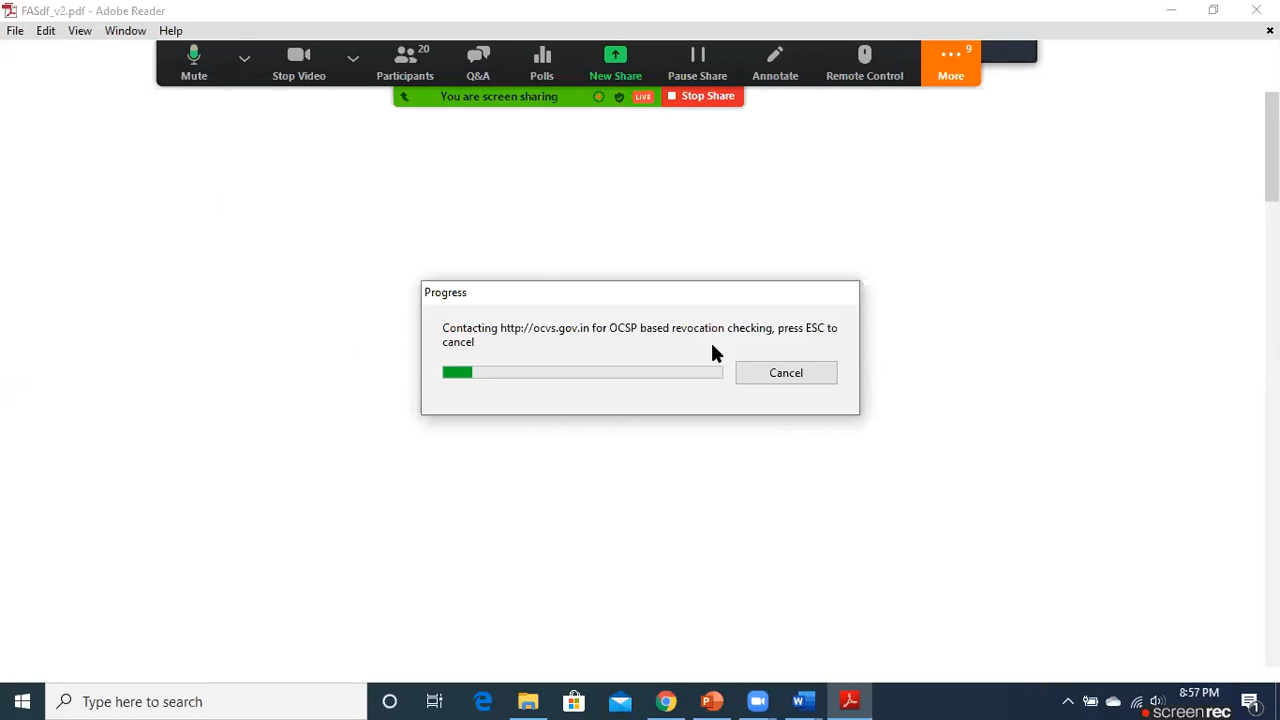 FASdf_v2.pdf - Adobe Reader
File Edit View Window Help
20
9
Mute Stop Video Participants Q&A Polls New Share Pause Share Annotate Remote Control More
You are screen sharing LIVE Stop Share
Progress
Contacting http://ocvs.gov.in for OCSP based revocation checking, press ESC to
cancel
Cancel
Type here to search
8:57 PM
screenrec
1